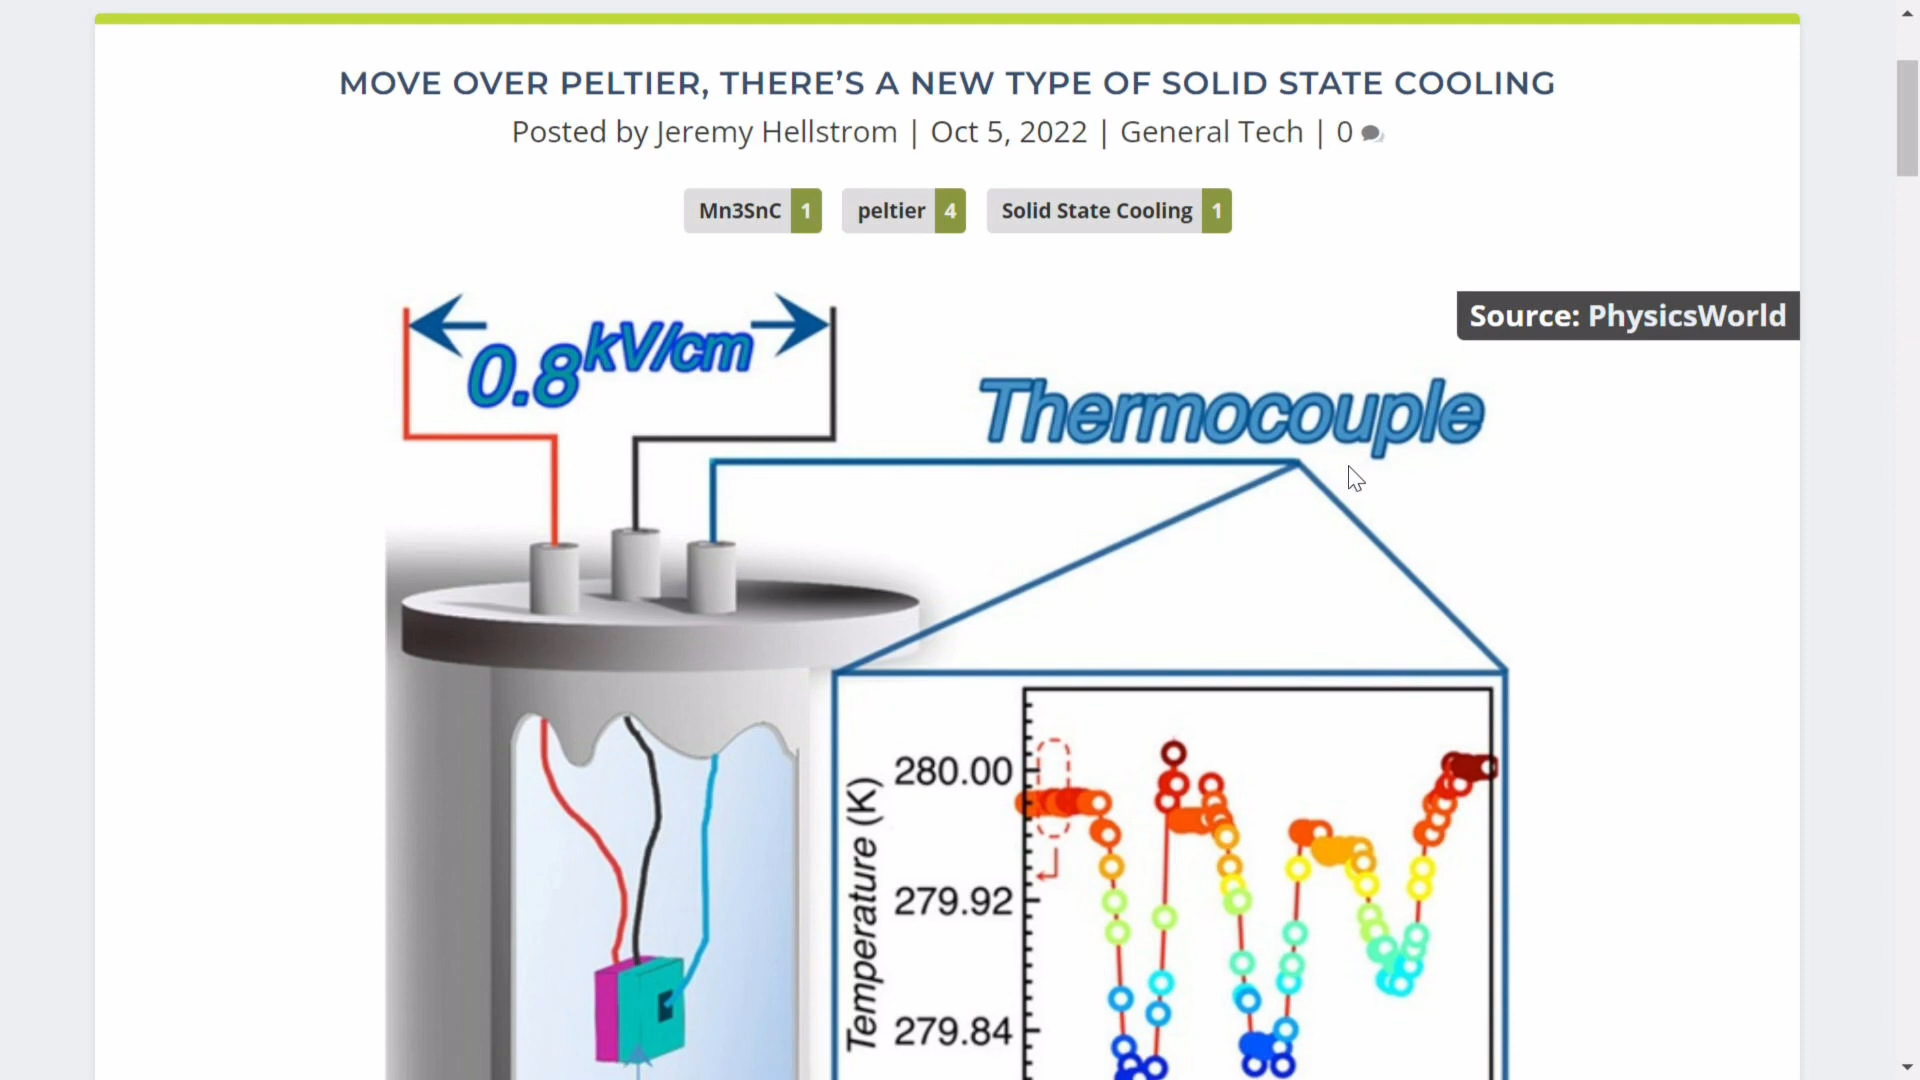 MOVE OVER PELTIER, THERE’S A NEW TYPE OF SOLID STATE COOLING
Posted by Jeremy Hellstrom | Oct 5, 2022 | General Tech | 0
Mn3SnC 1 peltier 4 Solid State Cooling 1
Source: PhysicsWorld
0.8kV/cm
Thermocouple
Temperature (K)
280.00
279.92
279.84